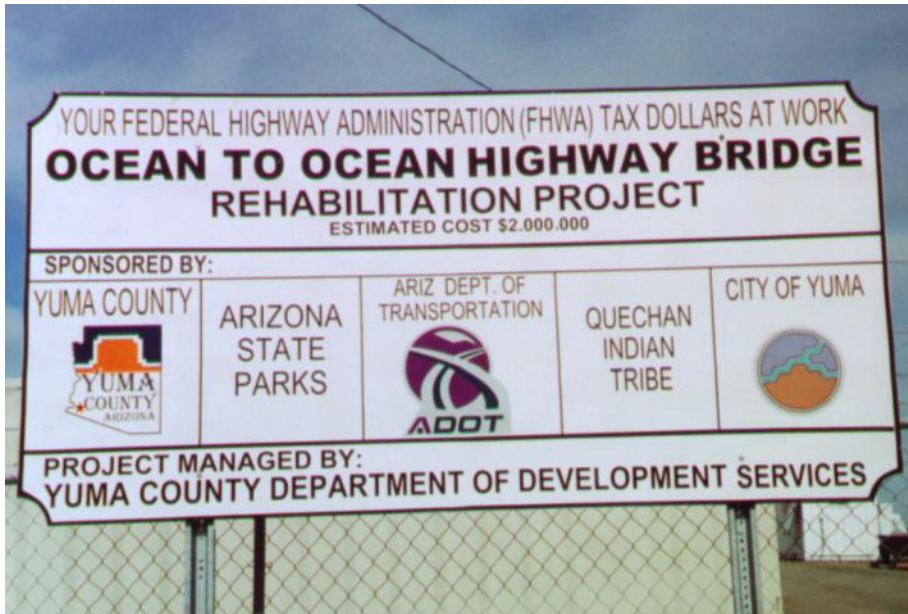 YOUR FEDERAL HIGHWAY ADMINISTRATION (FHWA) TAX DOLLARS AT WORK
OCEAN TO OCEAN HIGHWAY BRIDGE
REHABILITATION PROJECT
ESTIMATED COST $2.000.000
SPONSORED BY:
YUMA COUNTY
YUMA
COUNTY
ARIZONA
ARIZONA
STATE
PARKS
ARIZ DEPT. OF
TRANSPORTATION
ADOT
QUECHAN
INDIAN
TRIBE
CITY OF YUMA
PROJECT MANAGED BY:
YUMA COUNTY DEPARTMENT OF DEVELOPMENT SERVICES